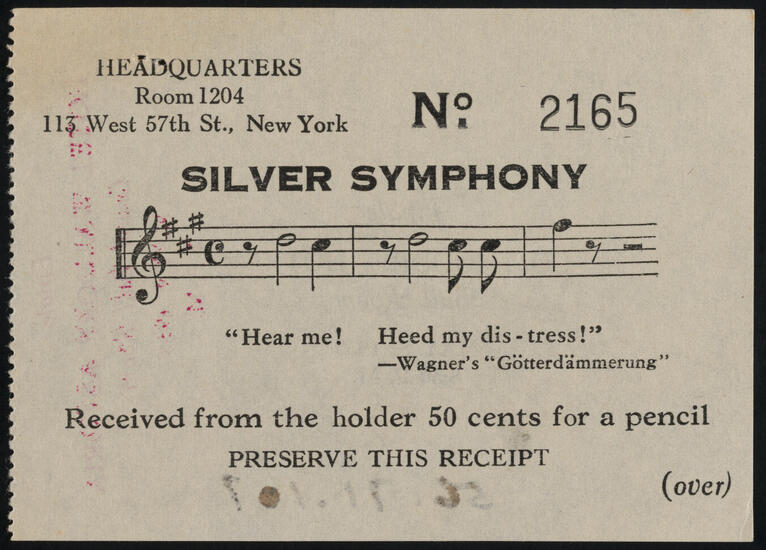 HEADQUARTERS
Room 1204
113 West 57th St., New York
No. 2165
SILVER SYMPHONY
“Hear me! Heed my dis-tress!”
—Wagner's “Götterdämmerung”
Received from the holder 50 cents for a pencil
PRESERVE THIS RECEIPT
(over)